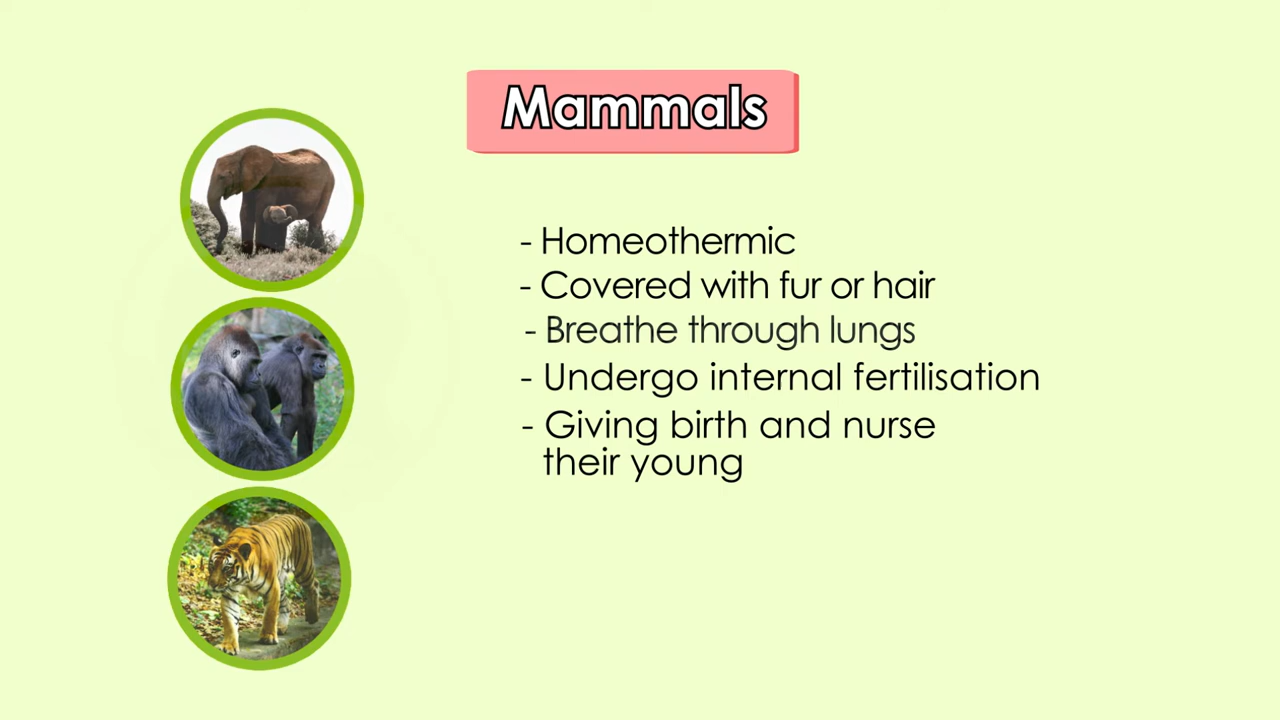 Mammals
- Homeothermic
- Covered with fur or hair
- Breathe through lungs
- Undergo internal fertilisation
- Giving birth and nurse
their young